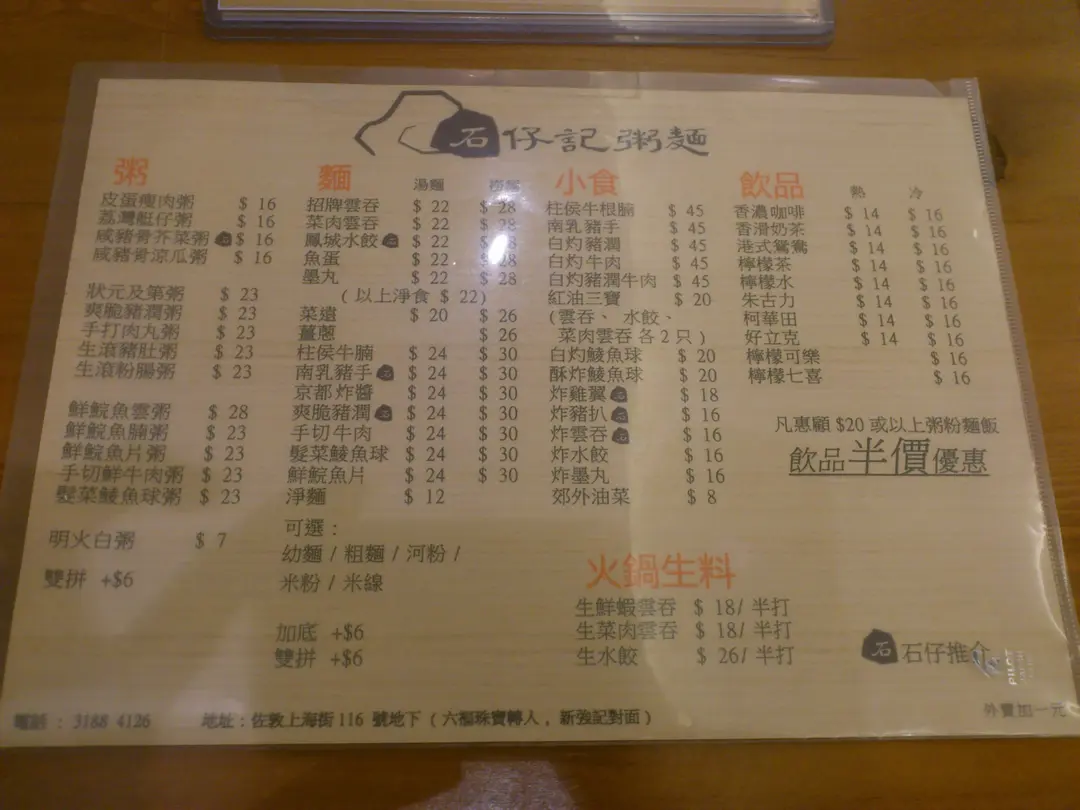 石仔記粥麵
粥
皮蛋瘦肉粥 $ 16
荔灣艇仔粥 $ 16
咸豬骨芥菜粥 石 $ 16
咸豬骨涼瓜粥 $ 16
狀元及第粥 $ 23
爽脆豬潤粥 $ 23
手打肉丸粥 $ 23
生滾豬肚粥 $ 23
生滾粉腸粥 $ 23
鮮鯇魚雲粥 $ 28
鮮鯇魚腩粥 $ 23
鮮鯇魚片粥 $ 23
手切鮮牛肉粥 $ 23
髮菜鯪魚球粥 $ 23
明火白粥 $ 7
雙拼 +$6
麵 湯麵
招牌雲吞 $ 22 $ 28
菜肉雲吞 $ 22 $ 28
鳳城水餃 石 $ 22 $ 28
魚蛋 $ 22 $ 28
墨丸 $ 22 $ 28
( 以上淨食 $ 22)
菜遠 $ 20 $ 26
薑蔥 $ 26
柱侯牛腩 $ 24 $ 30
南乳豬手 石 $ 24 $ 30
京都炸醬 $ 24 $ 30
爽脆豬潤 石 $ 24 $ 30
手切牛肉 $ 24 $ 30
髮菜鯪魚球 $ 24 $ 30
鮮鯇魚片 $ 24 $ 30
淨麵 $ 12
可選：
幼麵 / 粗麵 / 河粉 /
米粉 / 米線
加底 +$6
雙拼 +$6
小食
柱侯牛根腩 $ 45
南乳豬手 $ 45
白灼豬潤 $ 45
白灼牛肉 $ 45
白灼豬潤牛肉 $ 45
紅油三寶 $ 20
(雲吞、 水餃、
菜肉雲吞 各 2 只 )
白灼鯪魚球 $ 20
酥炸鯪魚球 $ 20
炸雞翼 石 $ 18
炸豬扒 石 $ 16
炸雲吞 石 $ 16
炸水餃 $ 16
炸墨丸 $ 16
郊外油菜 $ 8
飲品 熱 冷
香濃咖啡 $ 14 $ 16
香滑奶茶 $ 14 $ 16
港式鴛鴦 $ 14 $ 16
檸檬茶 $ 14 $ 16
檸檬水 $ 14 $ 16
朱古力 $ 14 $ 16
柯華田 $ 14 $ 16
好立克 $ 14 $ 16
檸檬可樂 $ 16
檸檬七喜 $ 16
凡惠顧 $20 或以上粥粉麵飯
飲品半價優惠
火鍋生料
生鮮蝦雲吞 $ 18/ 半打
生菜肉雲吞 $ 18/ 半打
生水餃 $ 26/ 半打
石 石仔推介
電話 : 3188 4126 地址 : 佐敦上海街 116 號地下 ( 六福珠寶轉入 , 新強記對面 )
外賣加一元